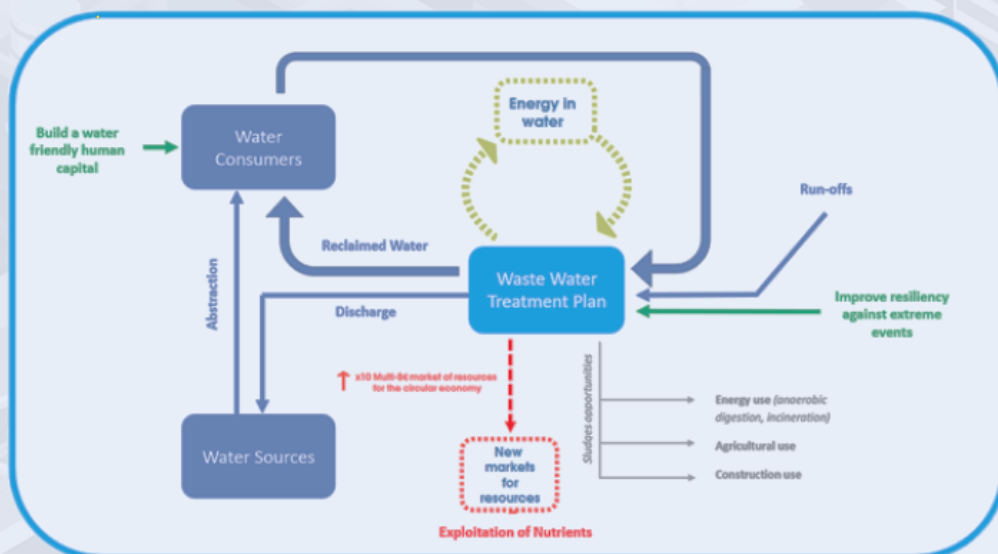 Energy in
water
Build a water
friendly human
capital
Water
Consumers
Run-offs
Reclaimed Water
Waste Water
Treatment Plan
Abstraction
Discharge
Improve resiliency
against extreme
events
x10 Multi-B€ market of resources
for the circular economy
Sludges opportunities
Energy use (anaerobic
digestion, incineration)
Agricultural use
Construction use
Water Sources
New
markets
for
resources
Exploitation of Nutrients